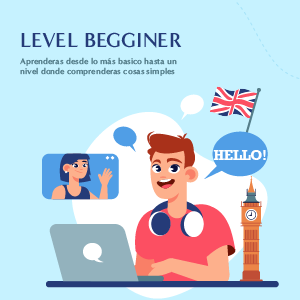 LEVEL BEGGINER
Aprenderas desde lo más basico hasta un
nivel donde comprenderas cosas simples
HELLO!